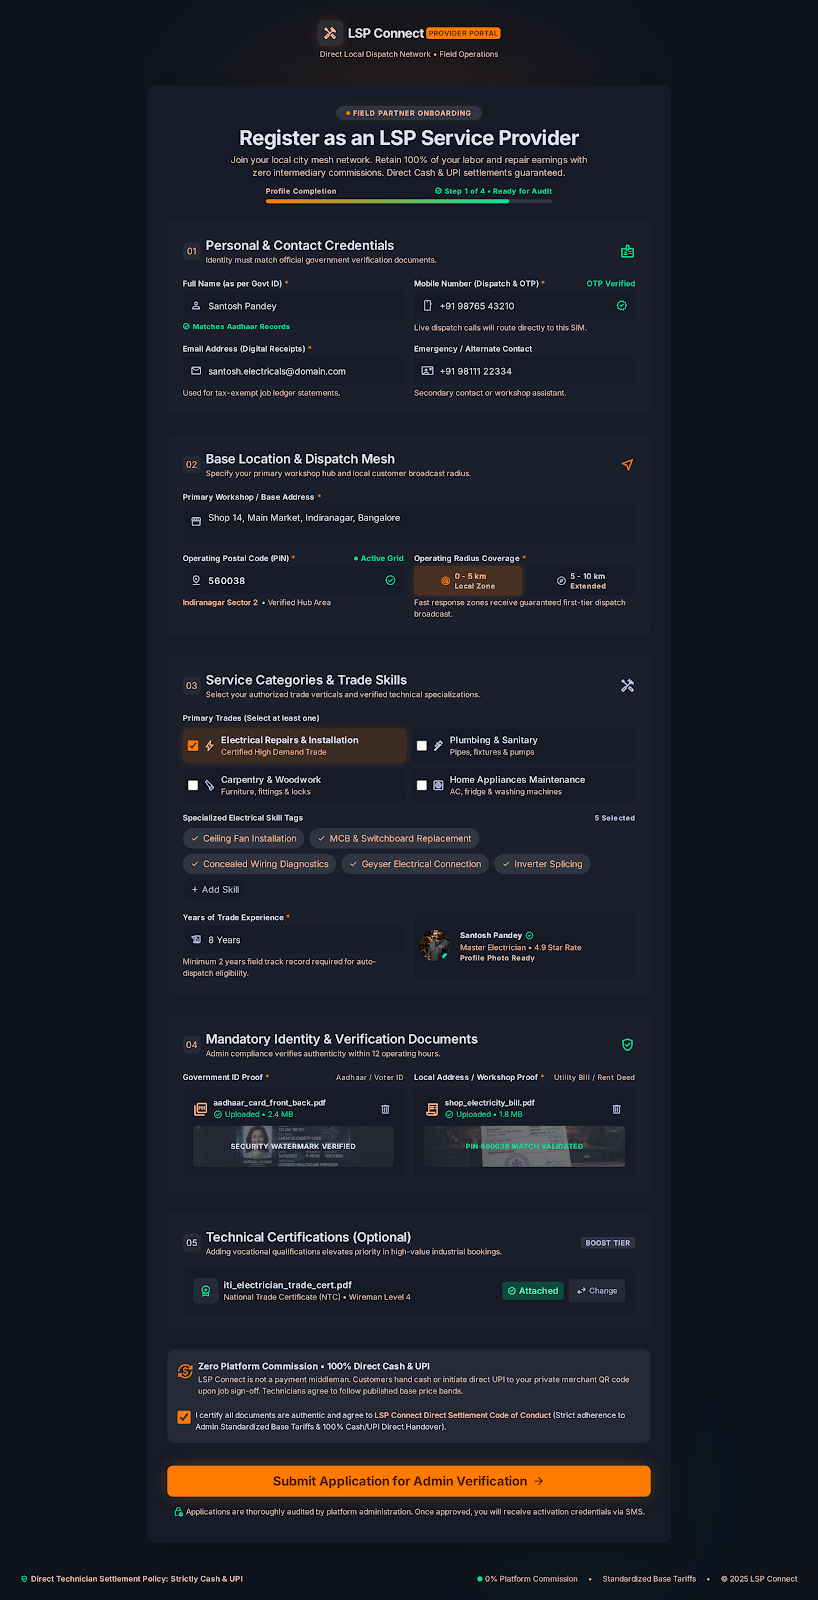 LSP Connect PROVIDER PORTAL
Direct Local Dispatch Network • Field Operations
FIELD PARTNER ONBOARDING
Register as an LSP Service Provider
Join your local city mesh network. Retain 100% of your labor and repair earnings with
zero intermediary commissions. Direct Cash & UPI settlements guaranteed.
Profile Completion
Step 1 of 4 • Ready for Audit
01
Personal & Contact Credentials
Identity must match official government verification documents.
Full Name (as per Govt ID) *
Santosh Pandey
Matches Aadhaar Records
Mobile Number (Dispatch & OTP) *
OTP Verified
+91 98765 43210
Live dispatch calls will route directly to this SIM.
Email Address (Digital Receipts) *
santosh.electricals@domain.com
Used for tax-exempt job ledger statements.
Emergency / Alternate Contact
+91 98111 22334
Secondary contact or workshop assistant.
02
Base Location & Dispatch Mesh
Specify your primary workshop hub and local customer broadcast radius.
Primary Workshop / Base Address *
Shop 14, Main Market, Indiranagar, Bangalore
Operating Postal Code (PIN) *
• Active Grid
560038
Indiranagar Sector 2 • Verified Hub Area
Operating Radius Coverage *
0 - 5 km
Local Zone
5 - 10 km
Extended
Fast response zones receive guaranteed first-tier dispatch
broadcast.
03
Service Categories & Trade Skills
Select your authorized trade verticals and verified technical specializations.
Primary Trades (Select at least one)
Electrical Repairs & Installation
Certified High Demand Trade
Plumbing & Sanitary
Pipes, fixtures & pumps
Carpentry & Woodwork
Furniture, fittings & locks
Home Appliances Maintenance
AC, fridge & washing machines
Specialized Electrical Skill Tags
5 Selected
Ceiling Fan Installation
MCB & Switchboard Replacement
Concealed Wiring Diagnostics
Geyser Electrical Connection
Inverter Splicing
+ Add Skill
Years of Trade Experience *
8 Years
Minimum 2 years field track record required for auto-
dispatch eligibility.
Santosh Pandey
Master Electrician • 4.9 Star Rate
Profile Photo Ready
04
Mandatory Identity & Verification Documents
Admin compliance verifies authenticity within 12 operating hours.
Government ID Proof *
Aadhaar / Voter ID
aadhaar_card_front_back.pdf
Uploaded • 2.4 MB
SECURITY WATERMARK VERIFIED
Local Address / Workshop Proof *
Utility Bill / Rent Deed
shop_electricity_bill.pdf
Uploaded • 1.8 MB
PIN 560038 MATCH VALIDATED
05
Technical Certifications (Optional)
Adding vocational qualifications elevates priority in high-value industrial bookings.
BOOST TIER
iti_electrician_trade_cert.pdf
National Trade Certificate (NTC) • Wireman Level 4
Attached
Change
Zero Platform Commission • 100% Direct Cash & UPI
LSP Connect is not a payment middleman. Customers hand cash or initiate direct UPI to your private merchant QR code
upon job sign-off. Technicians agree to follow published base price bands.
I certify all documents are authentic and agree to LSP Connect Direct Settlement Code of Conduct (Strict adherence to
Admin Standardized Base Tariffs & 100% Cash/UPI Direct Handover).
Submit Application for Admin Verification →
Applications are thoroughly audited by platform administration. Once approved, you will receive activation credentials via SMS.
Direct Technician Settlement Policy: Strictly Cash & UPI
0% Platform Commission • Standardized Base Tariffs • © 2025 LSP Connect